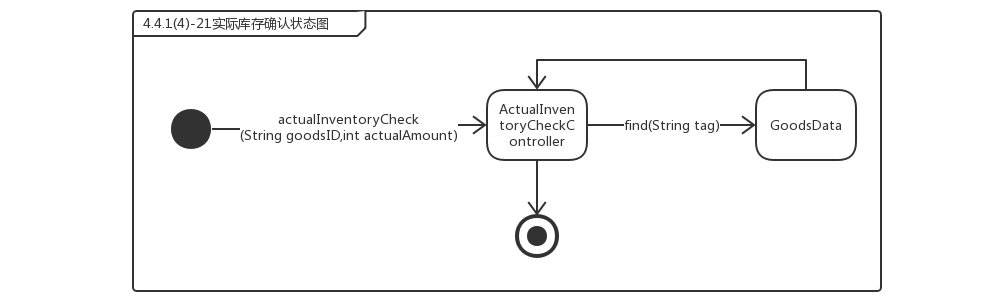 4.4.1(4)-21实际库存确认状态图
actualInventoryCheck
(String goodsID,int actualAmount)
ActualInven
toryCheckC
ontroller
find(String tag)
GoodsData